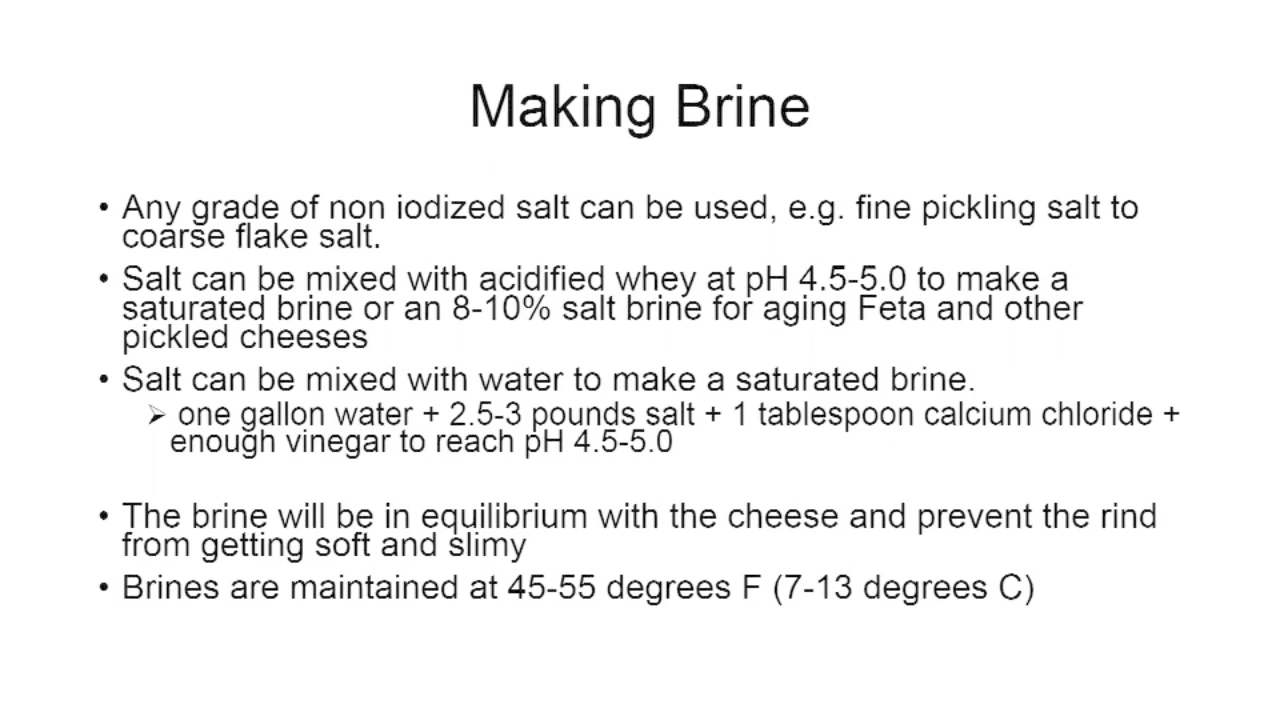 Making Brine
• Any grade of non iodized salt can be used, e.g. fine pickling salt to
coarse flake salt.
• Salt can be mixed with acidified whey at pH 4.5-5.0 to make a
saturated brine or an 8-10% salt brine for aging Feta and other
pickled cheeses
• Salt can be mixed with water to make a saturated brine.
➢ one gallon water + 2.5-3 pounds salt + 1 tablespoon calcium chloride +
enough vinegar to reach pH 4.5-5.0
• The brine will be in equilibrium with the cheese and prevent the rind
from getting soft and slimy
• Brines are maintained at 45-55 degrees F (7-13 degrees C)